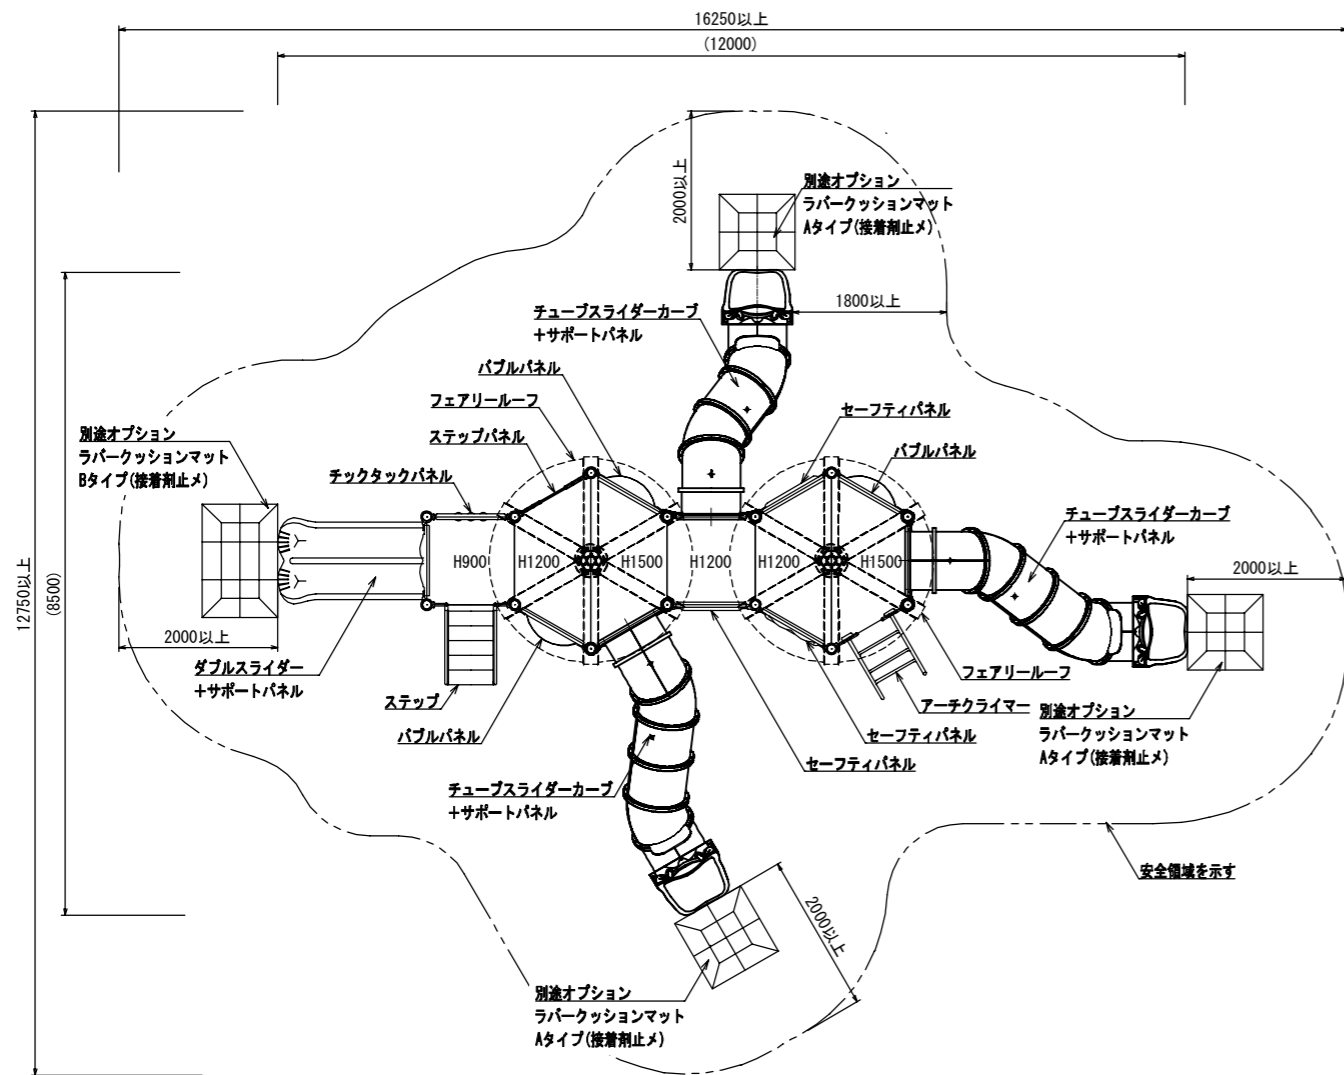 16250以上
(12000)
12750以上
(8500)
2000以上
別途オプション
ラバークッションマット
Aタイプ(接着剤止メ)
1800以上
チューブスライダーカーブ
+サポートパネル
バブルパネル
フェアリールーフ
ステップパネル
チックタックパネル
セーフティパネル
バブルパネル
別途オプション
ラバークッションマット
Bタイプ(接着剤止メ)
チューブスライダーカーブ
+サポートパネル
2000以上
H900
H1200
H1500
H1200
H1200
H1500
2000以上
ダブルスライダー
+サポートパネル
ステップ
バブルパネル
チューブスライダーカーブ
+サポートパネル
フェアリールーフ
アーチクライマー
セーフティパネル
セーフティパネル
別途オプション
ラバークッションマット
Aタイプ(接着剤止メ)
安全領域を示す
2000以上
別途オプション
ラバークッションマット
Aタイプ(接着剤止メ)